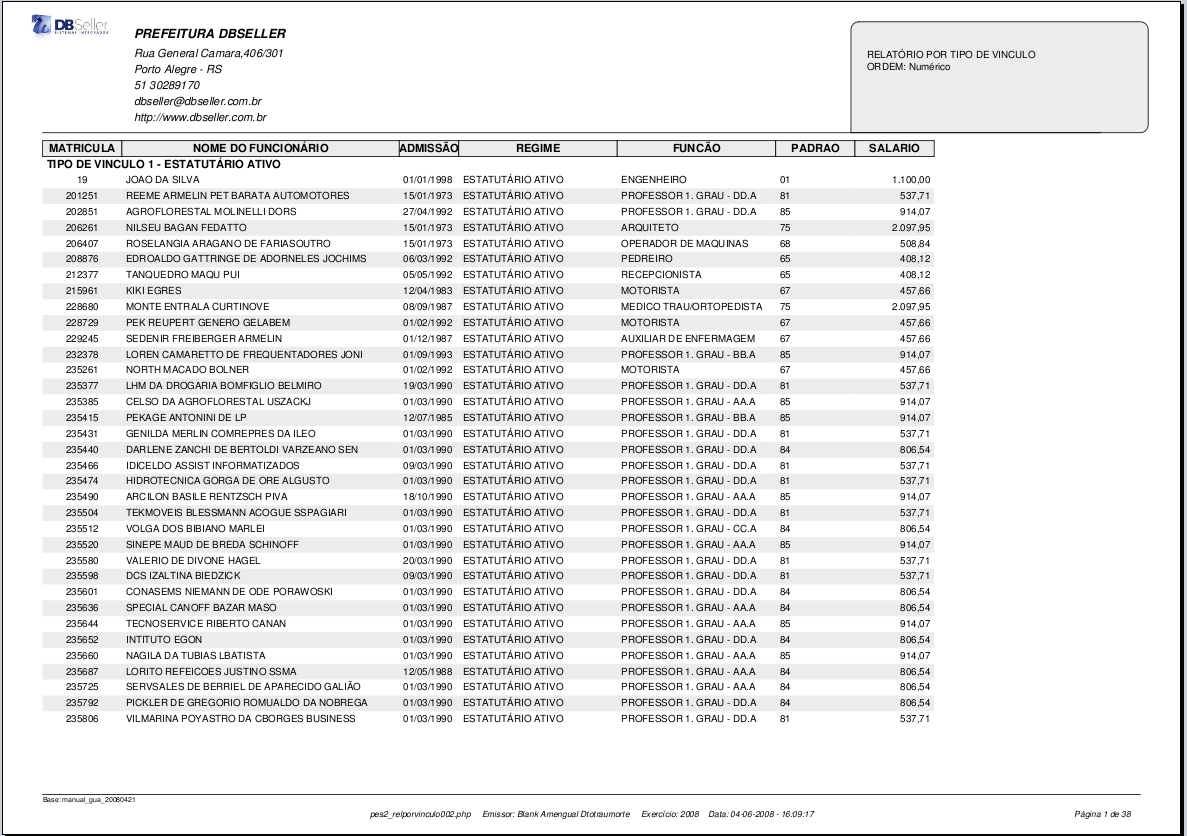 DBSeller
SISTEMAS INTEGRADOS
PREFEITURA DBSELLER
Rua General Camara,406/301
Porto Alegre - RS
51 30289170
dbseller@dbseller.com.br
http://www.dbseller.com.br
RELATÓRIO POR TIPO DE VINCULO
ORDEM: Numérico
MATRICULA NOME DO FUNCIONÁRIO ADMISSÃO REGIME FUNCÃO PADRAO SALARIO
TIPO DE VINCULO 1 - ESTATUTÁRIO ATIVO
19 JOAO DA SILVA 01/01/1998 ESTATUTÁRIO ATIVO ENGENHEIRO 01 1.100,00
201251 REEME ARMELIN PET BARATA AUTOMOTORES 15/01/1973 ESTATUTÁRIO ATIVO PROFESSOR 1. GRAU - DD.A 81 537,71
202851 AGROFLORESTAL MOLINELLI DORS 27/04/1992 ESTATUTÁRIO ATIVO PROFESSOR 1. GRAU - DD.A 85 914,07
206261 NILSEU BAGAN FEDATTO 15/01/1973 ESTATUTÁRIO ATIVO ARQUITETO 75 2.097,95
206407 ROSELANGIA ARAGANO DE FARIASOUTRO 15/01/1973 ESTATUTÁRIO ATIVO OPERADOR DE MAQUINAS 68 508,84
208876 EDROALDO GATTRINGE DE ADORNELES JOCHIMS 06/03/1992 ESTATUTÁRIO ATIVO PEDREIRO 65 408,12
212377 TANQUEDRO MAQU PUI 05/05/1992 ESTATUTÁRIO ATIVO RECEPCIONISTA 65 408,12
215961 KIKI EGRES 12/04/1983 ESTATUTÁRIO ATIVO MOTORISTA 67 457,66
228680 MONTE ENTRALA CURTINOVE 08/09/1987 ESTATUTÁRIO ATIVO MEDICO TRAU/ORTOPEDISTA 75 2.097,95
228729 PEK REUPERT GENERO GELABEM 01/02/1992 ESTATUTÁRIO ATIVO MOTORISTA 67 457,66
229245 SEDENIR FREIBERGER ARMELIN 01/12/1987 ESTATUTÁRIO ATIVO AUXILIAR DE ENFERMAGEM 67 457,66
232378 LOREN CAMARETTO DE FREQUENTADORES JONI 01/09/1993 ESTATUTÁRIO ATIVO PROFESSOR 1. GRAU - BB.A 85 914,07
235261 NORTH MACADO BOLNER 01/02/1992 ESTATUTÁRIO ATIVO MOTORISTA 67 457,66
235377 LHM DA DROGARIA BOMFIGLIO BELMIRO 19/03/1990 ESTATUTÁRIO ATIVO PROFESSOR 1. GRAU - DD.A 81 537,71
235385 CELSO DA AGROFLORESTAL USZACKJ 01/03/1990 ESTATUTÁRIO ATIVO PROFESSOR 1. GRAU - AA.A 85 914,07
235415 PEKAGE ANTONINI DE LP 12/07/1985 ESTATUTÁRIO ATIVO PROFESSOR 1. GRAU - BB.A 85 914,07
235431 GENILDA MERLIN COMREPRES DA ILEO 01/03/1990 ESTATUTÁRIO ATIVO PROFESSOR 1. GRAU - DD.A 81 537,71
235440 DARLENE ZANCHI DE BERTOLDI VARZEANO SEN 01/03/1990 ESTATUTÁRIO ATIVO PROFESSOR 1. GRAU - DD.A 84 806,54
235466 IDICELDO ASSIST INFORMATIZADOS 09/03/1990 ESTATUTÁRIO ATIVO PROFESSOR 1. GRAU - DD.A 81 537,71
235474 HIDROTECNICA GORGA DE ORE ALGUSTO 01/03/1990 ESTATUTÁRIO ATIVO PROFESSOR 1. GRAU - DD.A 81 537,71
235490 ARCILON BASILE RENTZSCH PIVA 18/10/1990 ESTATUTÁRIO ATIVO PROFESSOR 1. GRAU - AA.A 85 914,07
235504 TEKMOVEIS BLESSMANN ACOGUE SSPAGIARI 01/03/1990 ESTATUTÁRIO ATIVO PROFESSOR 1. GRAU - DD.A 81 537,71
235512 VOLGA DOS BIBIANO MARLEI 01/03/1990 ESTATUTÁRIO ATIVO PROFESSOR 1. GRAU - CC.A 84 806,54
235520 SINEPE MAUD DE BREDA SCHINOFF 01/03/1990 ESTATUTÁRIO ATIVO PROFESSOR 1. GRAU - AA.A 85 914,07
235580 VALERIO DE DIVONE HAGEL 20/03/1990 ESTATUTÁRIO ATIVO PROFESSOR 1. GRAU - DD.A 81 537,71
235598 DCS IZALTINA BIEDZICK 09/03/1990 ESTATUTÁRIO ATIVO PROFESSOR 1. GRAU - DD.A 81 537,71
235601 CONASEMS NIEMANN DE ODE PORAWOSKI 01/03/1990 ESTATUTÁRIO ATIVO PROFESSOR 1. GRAU - DD.A 84 806,54
235636 SPECIAL CANOFF BAZAR MASO 01/03/1990 ESTATUTÁRIO ATIVO PROFESSOR 1. GRAU - AA.A 84 806,54
235644 TECNOSERVICE RIBERTO CANAN 01/03/1990 ESTATUTÁRIO ATIVO PROFESSOR 1. GRAU - AA.A 85 914,07
235652 INTITUTO EGON 01/03/1990 ESTATUTÁRIO ATIVO PROFESSOR 1. GRAU - DD.A 84 806,54
235660 NAGILA DA TUBIAS LBATISTA 01/03/1990 ESTATUTÁRIO ATIVO PROFESSOR 1. GRAU - AA.A 85 914,07
235687 LORITO REFEICOES JUSTINO SSMA 12/05/1988 ESTATUTÁRIO ATIVO PROFESSOR 1. GRAU - AA.A 84 806,54
235725 SERVSALES DE BERRIEL DE APARECIDO GALIÃO 01/03/1990 ESTATUTÁRIO ATIVO PROFESSOR 1. GRAU - AA.A 84 806,54
235792 PICKLER DE GREGORIO ROMUALDO DA NOBREGA 01/03/1990 ESTATUTÁRIO ATIVO PROFESSOR 1. GRAU - DD.A 84 806,54
235806 VILMARINA POYASTRO DA CBORGES BUSINESS 01/03/1990 ESTATUTÁRIO ATIVO PROFESSOR 1. GRAU - DD.A 81 537,71
Base: manual_gua_20080421
pes2_relporvinculo002.php Emissor: Blank Amengual Dtotraumorte Exercício: 2008 Data: 04-06-2008 - 16:09:17 Página 1 de 38